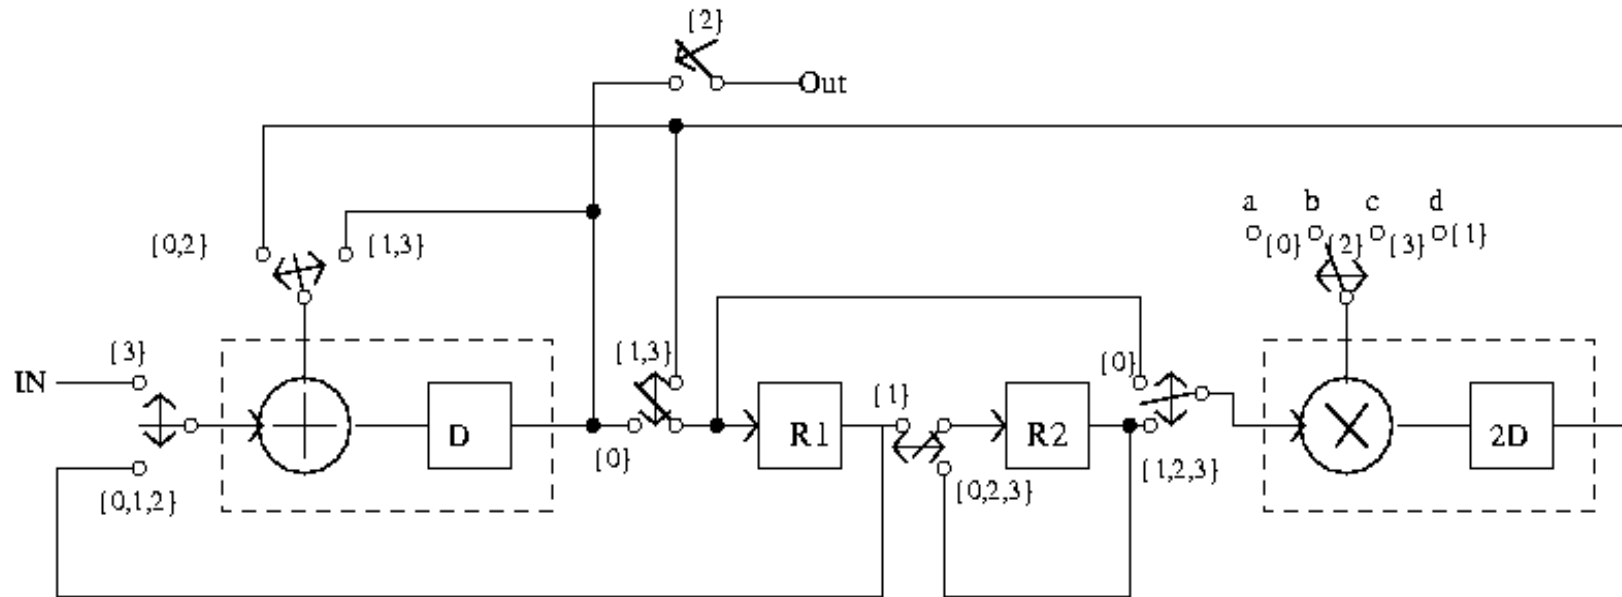 {2}
Out
a b c d
{0} {2} {3} {1}
{0,2} {1,3}
{3} {1,3} {0}
IN {1}
D R1 R2 2D
{0} {0,2,3} {1,2,3}
{0,1,2}